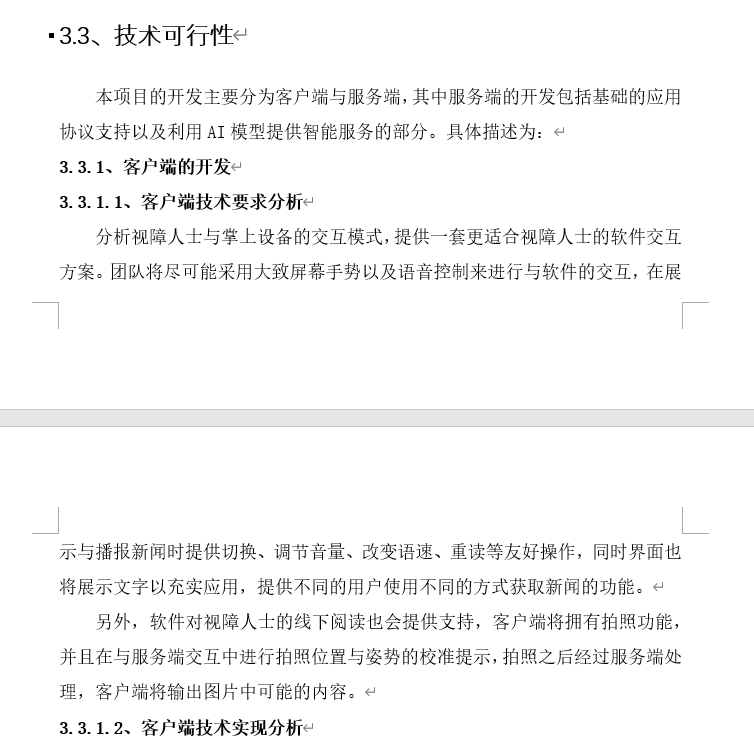 3.3、技术可行性
本项目的开发主要分为客户端与服务端，其中服务端的开发包括基础的应用
协议支持以及利用 AI 模型提供智能服务的部分。具体描述为：
3.3.1、客户端的开发
3.3.1.1、客户端技术要求分析
分析视障人士与掌上设备的交互模式，提供一套更适合视障人士的软件交互
方案。团队将尽可能采用大致屏幕手势以及语音控制来进行与软件的交互，在展
示与播报新闻时提供切换、调节音量、改变语速、重读等友好操作，同时界面也
将展示文字以充实应用，提供不同的用户使用不同的方式获取新闻的功能。
另外，软件对视障人士的线下阅读也会提供支持，客户端将拥有拍照功能，
并且在与服务端交互中进行拍照位置与姿势的校准提示，拍照之后经过服务端处
理，客户端将输出图片中可能的内容。
3.3.1.2、客户端技术实现分析